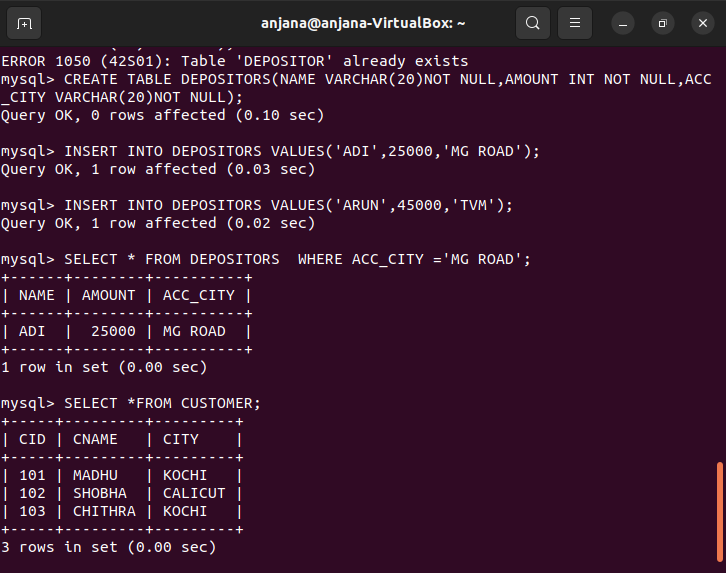 anjana@anjana-VirtualBox: ~
ERROR 1050 (42S01): Table 'DEPOSITOR' already exists
mysql> CREATE TABLE DEPOSITORS(NAME VARCHAR(20)NOT NULL,AMOUNT INT NOT NULL,ACC
_CITY VARCHAR(20)NOT NULL);
Query OK, 0 rows affected (0.10 sec)
mysql> INSERT INTO DEPOSITORS VALUES('ADI',25000,'MG ROAD');
Query OK, 1 row affected (0.03 sec)
mysql> INSERT INTO DEPOSITORS VALUES('ARUN',45000,'TVM');
Query OK, 1 row affected (0.02 sec)
mysql> SELECT * FROM DEPOSITORS  WHERE ACC_CITY ='MG ROAD';
+------+--------+----------+
| NAME | AMOUNT | ACC_CITY |
+------+--------+----------+
| ADI  |  25000 | MG ROAD  |
+------+--------+----------+
1 row in set (0.00 sec)
mysql> SELECT *FROM CUSTOMER;
+-----+---------+---------+
| CID | CNAME   | CITY    |
+-----+---------+---------+
| 101 | MADHU   | KOCHI   |
| 102 | SHOBHA  | CALICUT |
| 103 | CHITHRA | KOCHI   |
+-----+---------+---------+
3 rows in set (0.00 sec)